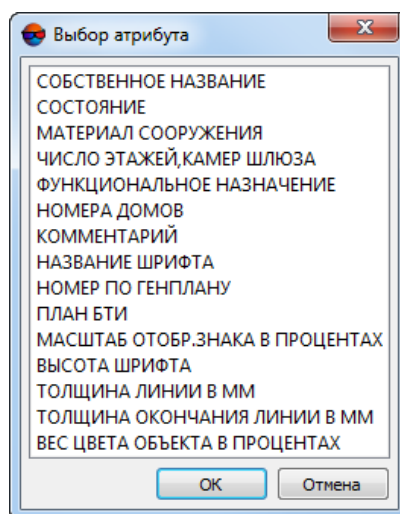 Выбор атрибута
СОБСТВЕННОЕ НАЗВАНИЕ
СОСТОЯНИЕ
МАТЕРИАЛ СООРУЖЕНИЯ
ЧИСЛО ЭТАЖЕЙ,КАМЕР ШЛЮЗА
ФУНКЦИОНАЛЬНОЕ НАЗНАЧЕНИЕ
НОМЕРА ДОМОВ
КОММЕНТАРИЙ
НАЗВАНИЕ ШРИФТА
НОМЕР ПО ГЕНПЛАНУ
ПЛАН БТИ
МАСШТАБ ОТОБР.ЗНАКА В ПРОЦЕНТАХ
ВЫСОТА ШРИФТА
ТОЛЩИНА ЛИНИИ В ММ
ТОЛЩИНА ОКОНЧАНИЯ ЛИНИИ В ММ
ВЕС ЦВЕТА ОБЪЕКТА В ПРОЦЕНТАХ
ОК Отмена